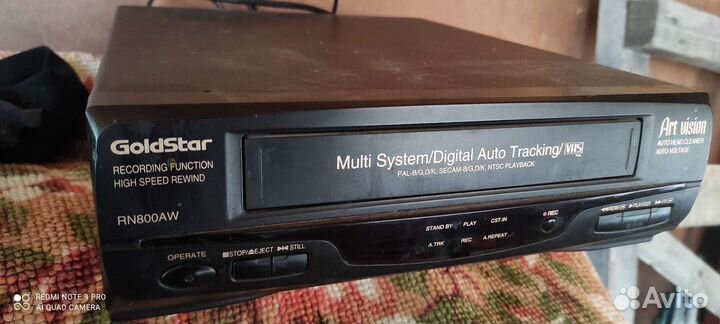 GoldStar
RECORDING FUNCTION
HIGH SPEED REWIND
RN800AW
Multi System/Digital Auto Tracking/VHS
PAL-B/G,D/K, SECAM-B/G,D/K, NTSC PLAYBACK
Art vision
AUTO HEAD CLEANER
AUTO VOLTAGE
OPERATE
STOP/EJECT STILL
STAND BY PLAY CST.IN
A.TRK REC A.REPEAT
REC
REDMI NOTE 9 PRO
AI QUAD CAMERA
Avito